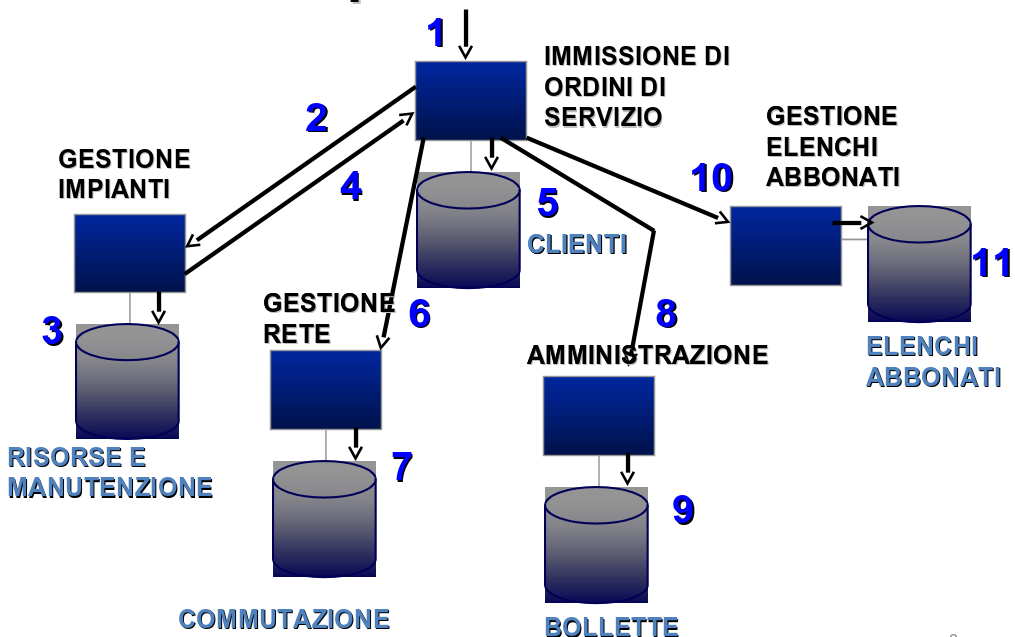 1
IMMISSIONE DI
ORDINI DI
SERVIZIO
2
GESTIONE
ELENCHI
ABBONATI
GESTIONE
IMPIANTI
4
10
5
CLIENTI
11
3
GESTIONE
RETE
6
8
AMMINISTRAZIONE
ELENCHI
ABBONATI
RISORSE E
MANUTENZIONE
7
9
COMMUTAZIONE
BOLLETTE